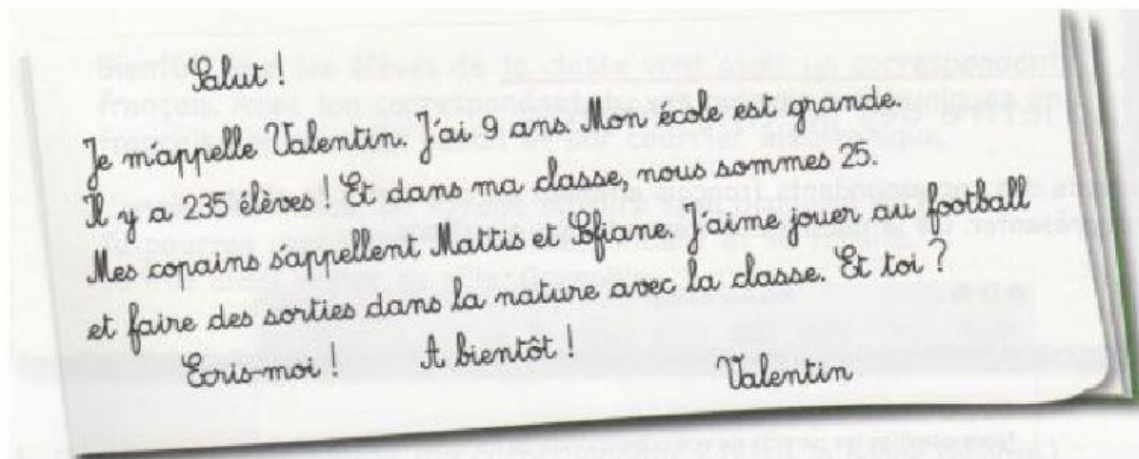 Salut !
Je m'appelle Valentin. J'ai 9 ans. Mon école est grande.
Il y a 235 élèves ! Et dans ma classe, nous sommes 25.
Mes copains s'appellent Mattis et Sofiane. J'aime jouer au football
et faire des sorties dans la nature avec la classe. Et toi ?
Ecris-moi ! A bientôt !
Valentin